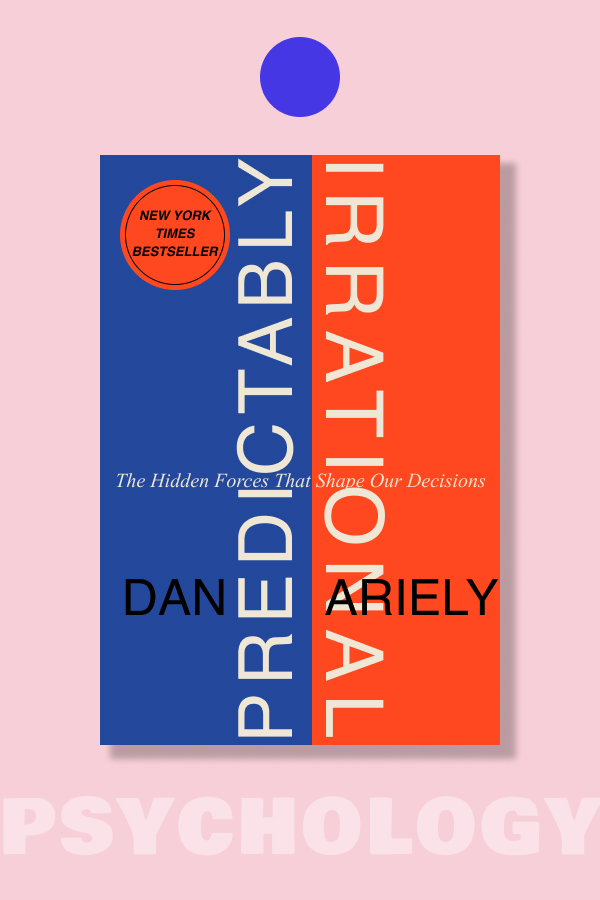 NEW YORK
TIMES
BESTSELLER
PREDICTABLY
IRRATIONAL
The Hidden Forces That Shape Our Decisions
DAN ARIELY
PSYCHOLOGY